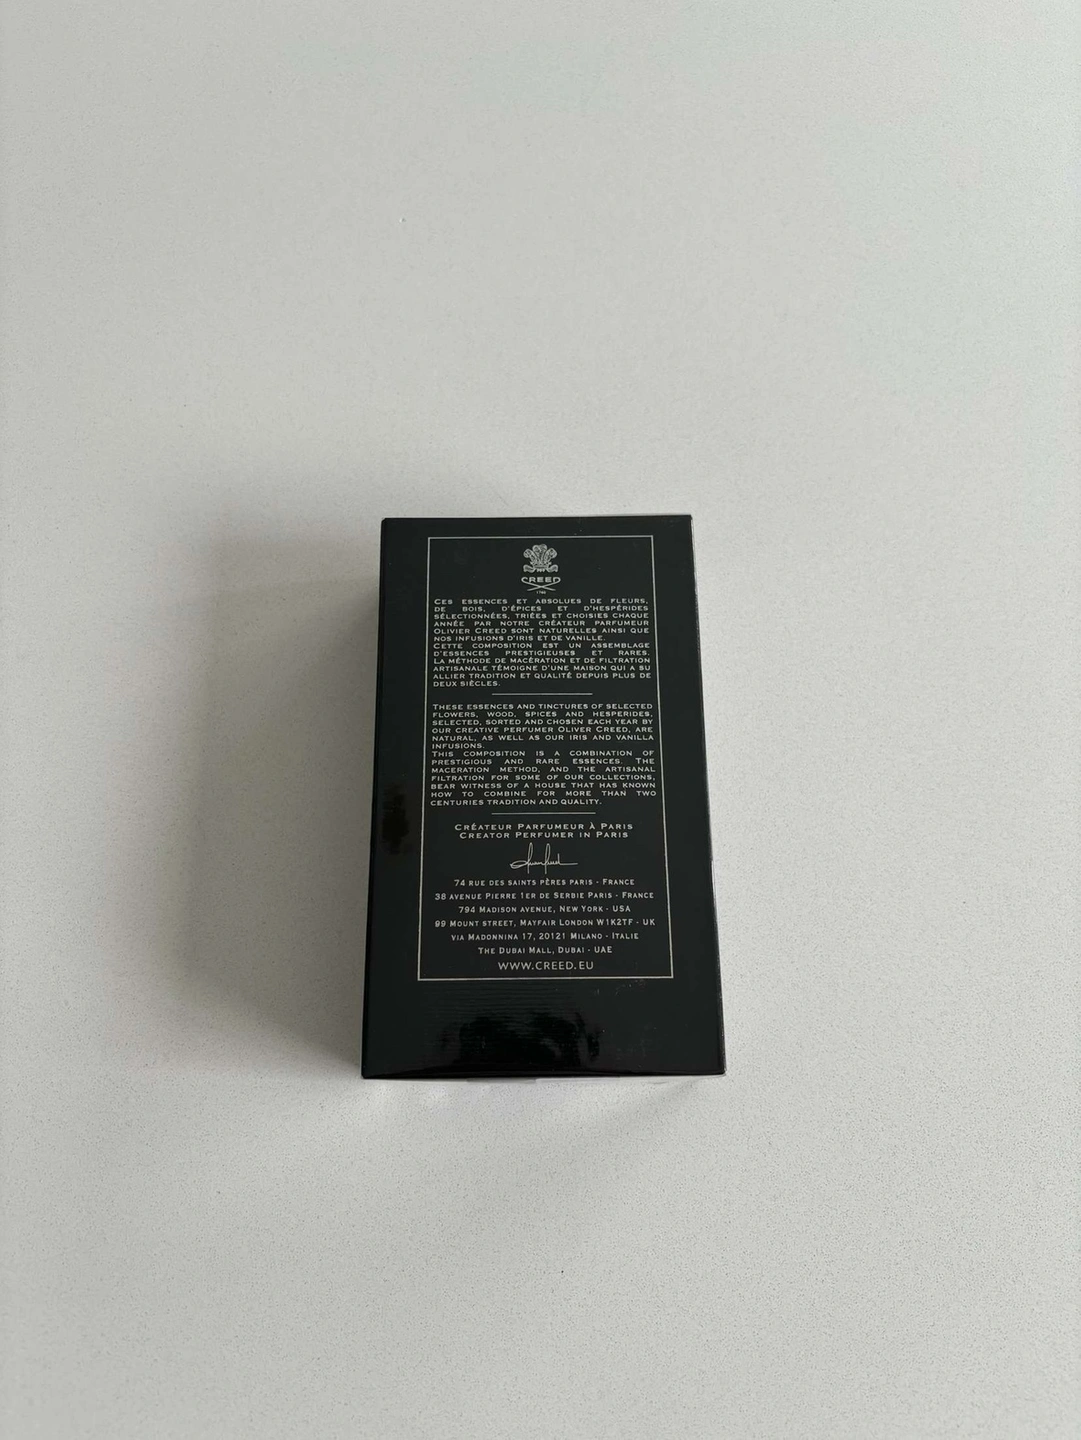 CREED
1760
CES ESSENCES ET ABSOLUES DE FLEURS,
DE BOIS, D'ÉPICES ET D'HESPÉRIDES
SÉLECTIONNÉES, TRIÉES ET CHOISIES CHAQUE
ANNÉE PAR NOTRE CRÉATEUR PARFUMEUR
OLIVIER CREED SONT NATURELLES AINSI QUE
NOS INFUSIONS D'IRIS ET DE VANILLE.
CETTE COMPOSITION EST UN ASSEMBLAGE
D'ESSENCES PRESTIGIEUSES ET RARES.
LA MÉTHODE DE MACÉRATION ET DE FILTRATION
ARTISANALE TÉMOIGNE D'UNE MAISON QUI A SU
ALLIER TRADITION ET QUALITÉ DEPUIS PLUS DE
DEUX SIÈCLES.
THESE ESSENCES AND TINCTURES OF SELECTED
FLOWERS, WOOD, SPICES AND HESPERIDES,
SELECTED, SORTED AND CHOSEN EACH YEAR BY
OUR CREATIVE PERFUMER OLIVER CREED, ARE
NATURAL, AS WELL AS OUR IRIS AND VANILLA
INFUSIONS.
THIS COMPOSITION IS A COMBINATION OF
PRESTIGIOUS AND RARE ESSENCES. THE
MACERATION METHOD, AND THE ARTISANAL
FILTRATION FOR SOME OF OUR COLLECTIONS,
BEAR WITNESS OF A HOUSE THAT HAS KNOWN
HOW TO COMBINE FOR MORE THAN TWO
CENTURIES TRADITION AND QUALITY.
CRÉATEUR PARFUMEUR À PARIS
CREATOR PERFUMER IN PARIS
74 RUE DES SAINTS PÈRES PARIS - FRANCE
38 AVENUE PIERRE 1ER DE SERBIE PARIS - FRANCE
794 MADISON AVENUE, NEW YORK - USA
99 MOUNT STREET, MAYFAIR LONDON W1K2TF - UK
VIA MADONNINA 17, 20121 MILANO - ITALIE
THE DUBAI MALL, DUBAI - UAE
WWW.CREED.EU